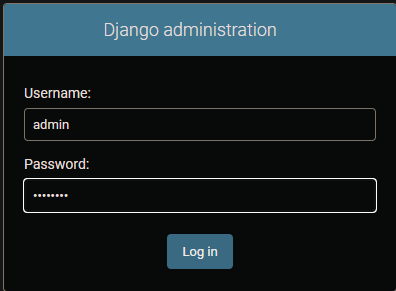 Django administration
Username:
admin
Password:
••••••••
Log in